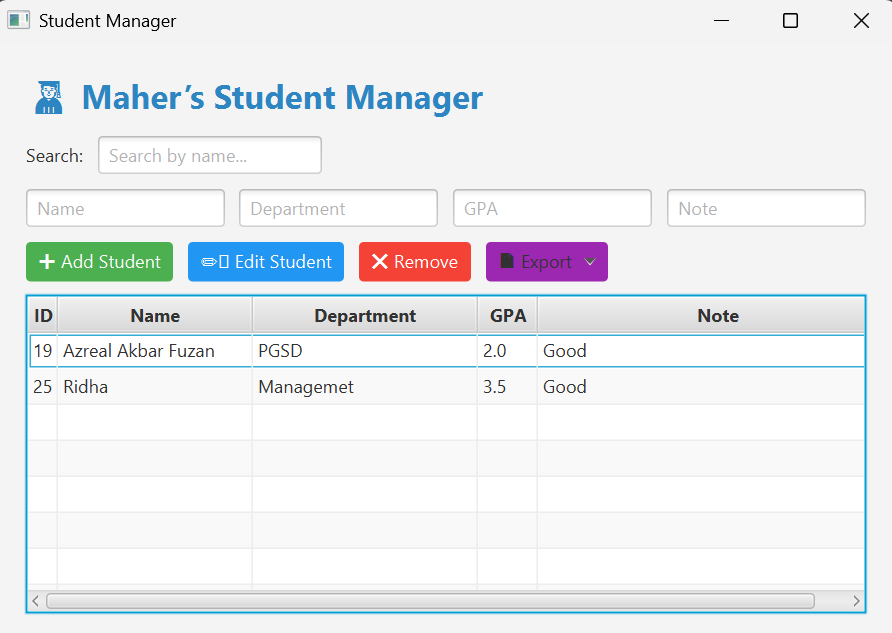 Student Manager
Maher’s Student Manager
Search: Search by name...
Name Department GPA Note
Add Student Edit Student Remove Export
ID Name Department GPA Note
19 Azreal Akbar Fuzan PGSD 2.0 Good
25 Ridha Managemet 3.5 Good